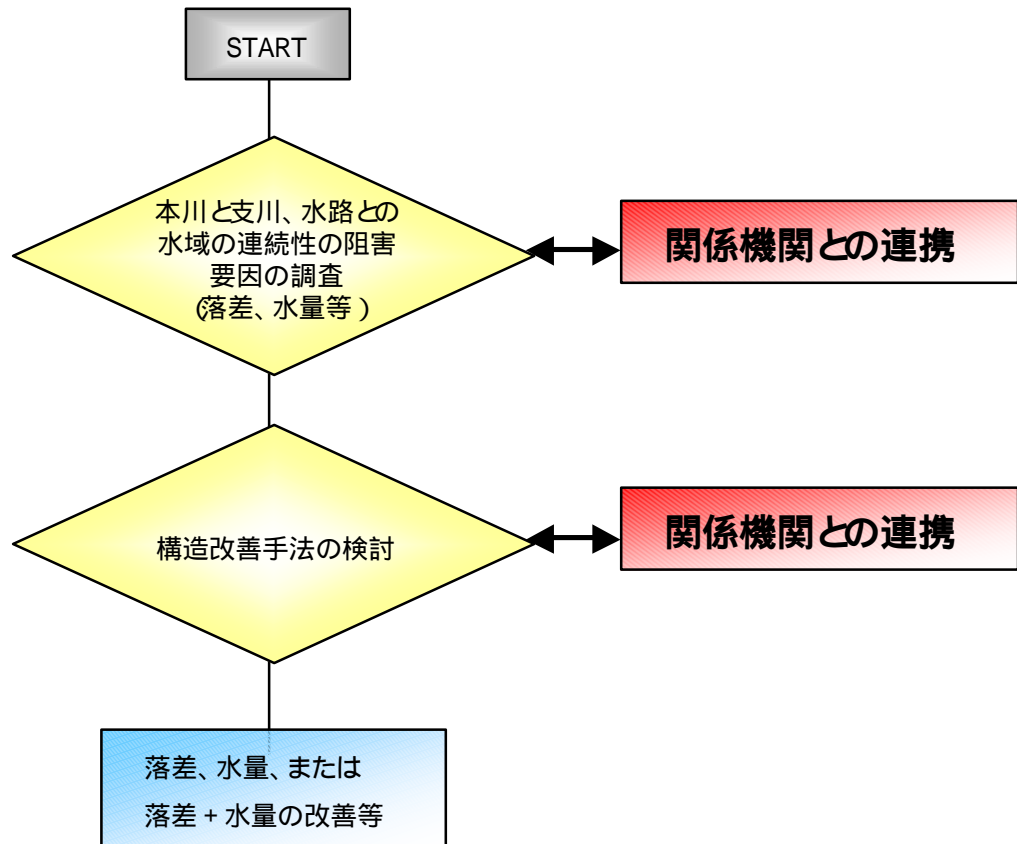 START
本川と支川、水路との
水域の連続性の阻害
要因の調査
(落差、水量等)
関係機関との連携
構造改善手法の検討
関係機関との連携
落差、水量、または
落差+水量の改善等